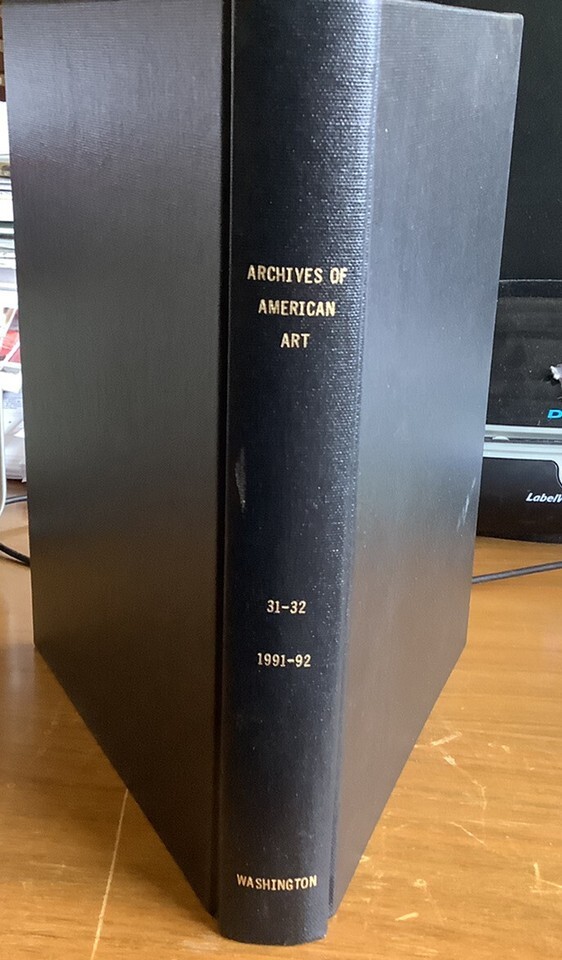 ARCHIVES OF
AMERICAN
ART
31-32
1991-92
WASHINGTON